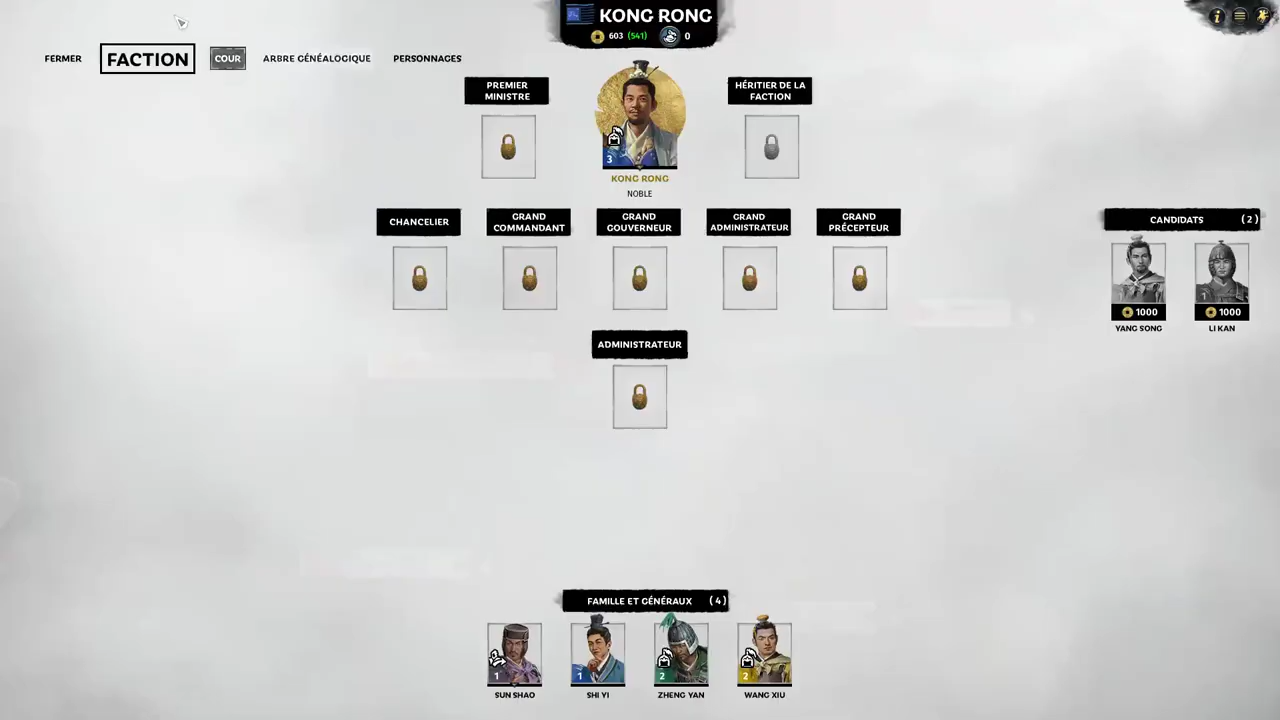 KONG RONG
603 (541) 0
FERMER FACTION COUR ARBRE GÉNÉALOGIQUE PERSONNAGES
PREMIER
MINISTRE
HÉRITIER DE LA
FACTION
3
KONG RONG
NOBLE
CHANCELIER
GRAND
COMMANDANT
GRAND
GOUVERNEUR
GRAND
ADMINISTRATEUR
GRAND
PRÉCEPTEUR
CANDIDATS (2)
1
1000 1000
YANG SONG LI KAN
ADMINISTRATEUR
FAMILLE ET GÉNÉRAUX (4)
1 1 2 2
SUN SHAO SHI YI ZHENG YAN WANG XIU